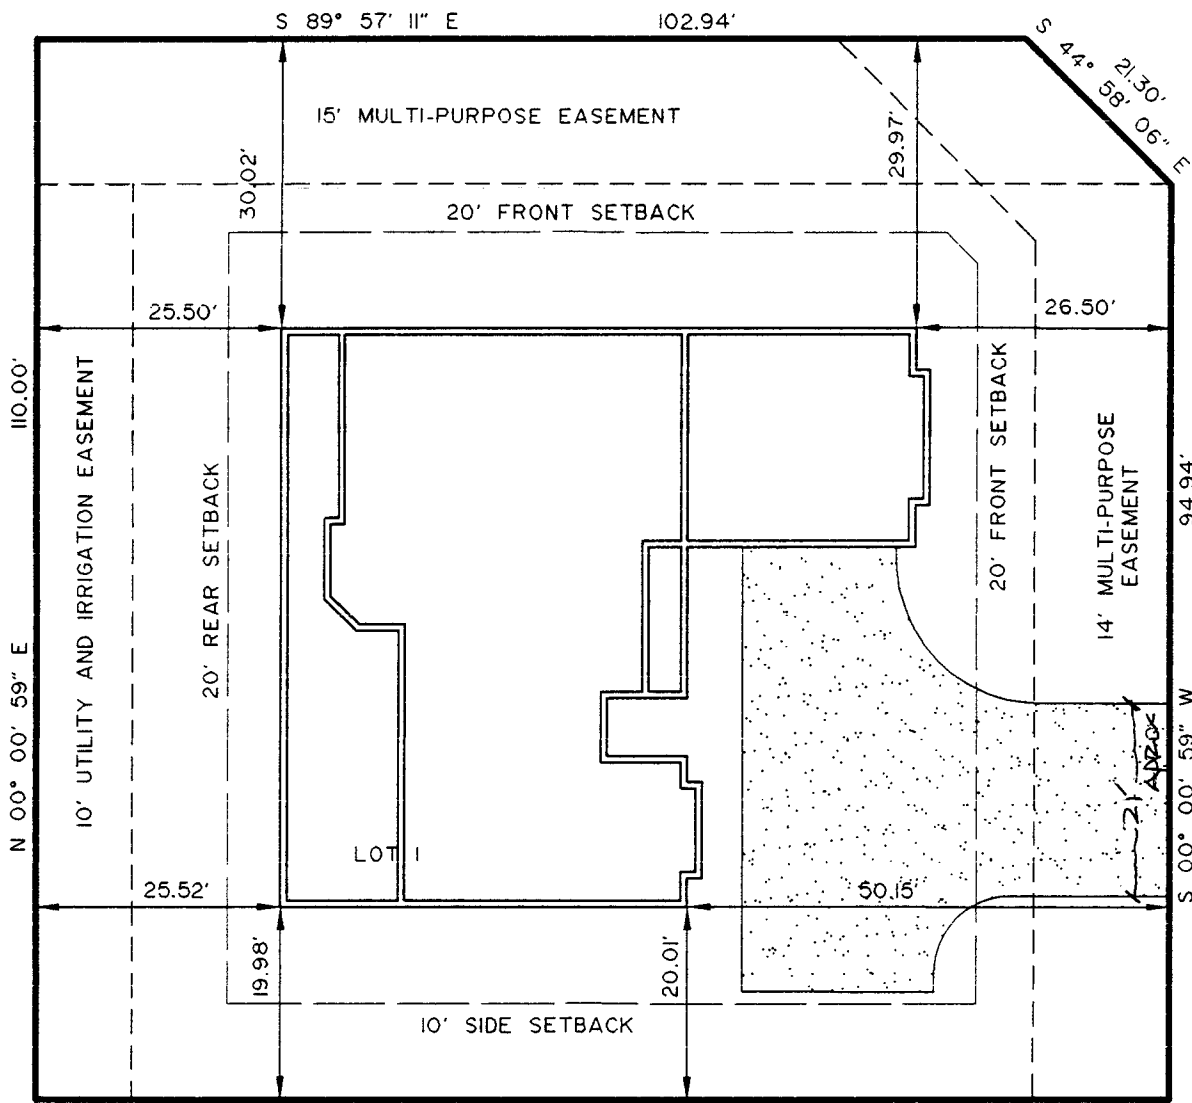 S 89° 57' 11" E 102.94'
S 44° 58' 06" E
21.30'
15' MULTI-PURPOSE EASEMENT
30.02'
29.97'
20' FRONT SETBACK
25.50'
26.50'
110.00'
N 00° 00' 59" E
10' UTILITY AND IRRIGATION EASEMENT
20' REAR SETBACK
20' FRONT SETBACK
14' MULTI-PURPOSE
EASEMENT
94.94'
S 00° 00' 59" W
21'
LOT 1
25.52'
50.15'
19.98'
20.01'
10' SIDE SETBACK